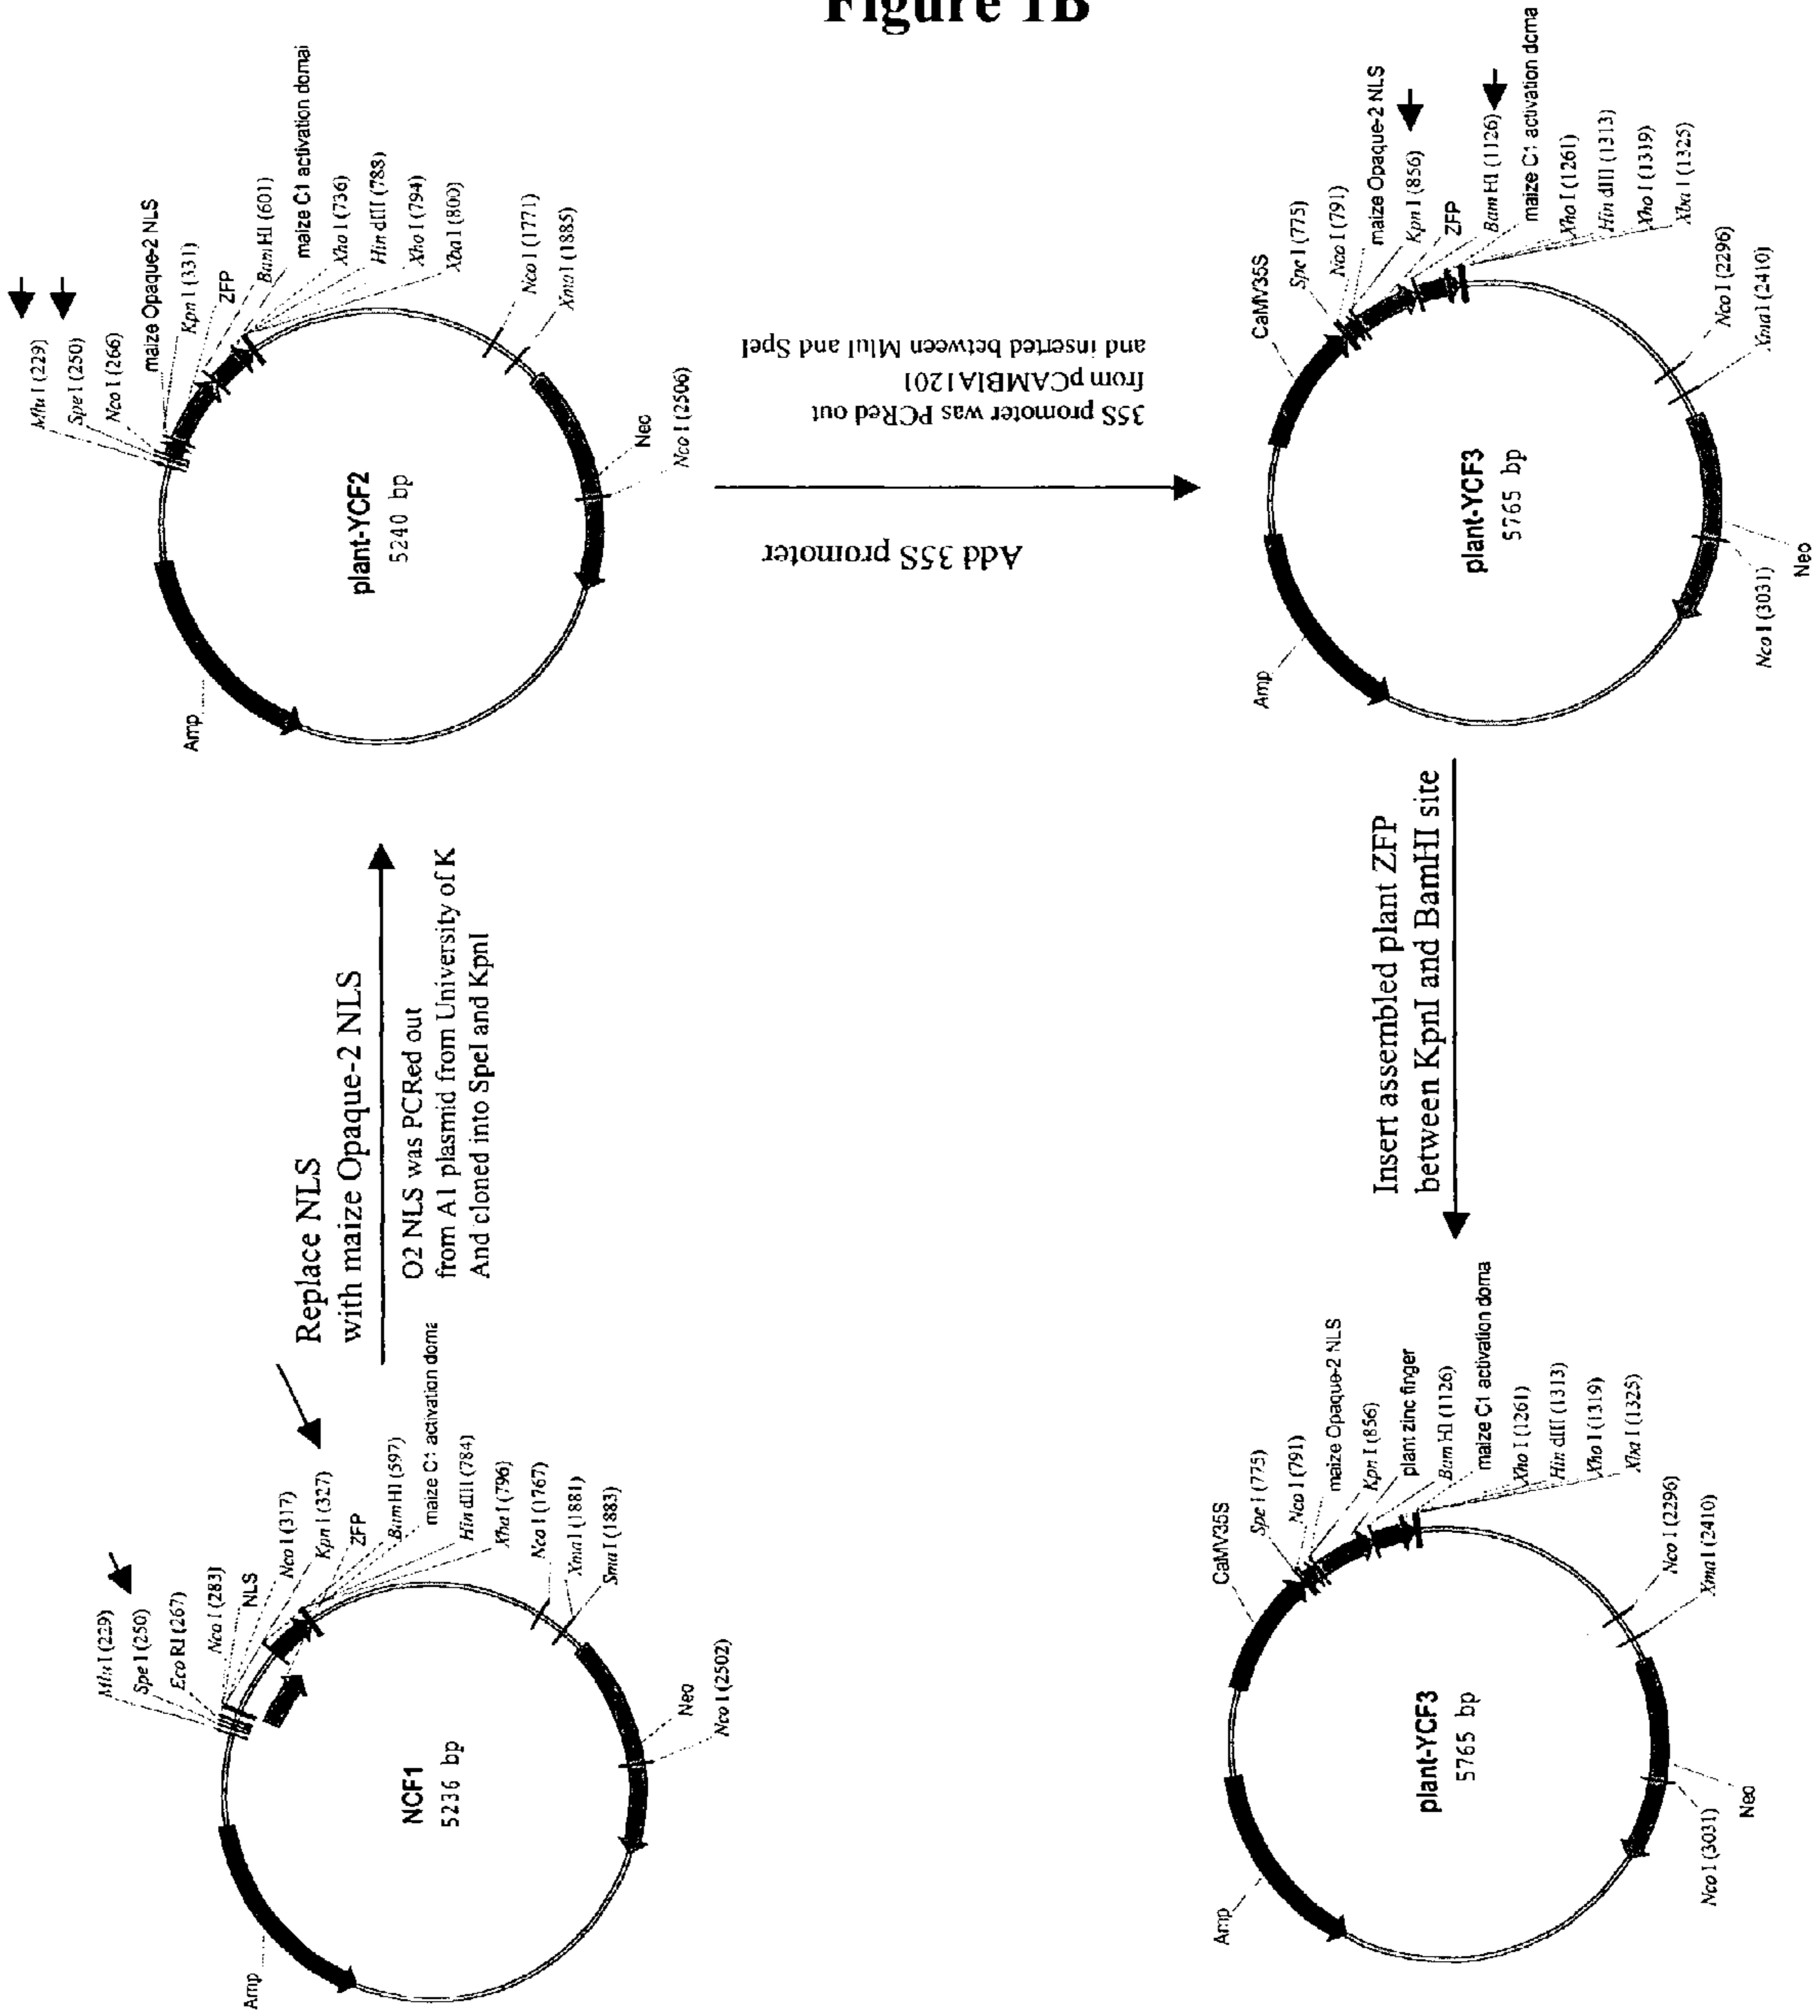 Figure 1B
Mlu I (229)
Spe I (250)
Eco RI (267)
Nco I (283)
NLS
Nco I (317)
Kpn I (327)
ZFP
Bam HI (597)
maize C1 activation doma
Hin dIII (784)
Xba I (796)
Nco I (1767)
Xma I (1881)
Sma I (1883)
Neo
Nco I (2502)
Amp
NCF1
5236 bp
Replace NLS
with maize Opaque-2 NLS
O2 NLS was PCRed out
from A1 plasmid from University of K
And cloned into SpeI and KpnI
Mlu I (229)
Spe I (250)
Nco I (266)
maize Opaque-2 NLS
Kpn I (331)
ZFP
Bam HI (601)
maize C1 activation domai
Xho I (736)
Hin dIII (788)
Xho I (794)
Xba I (800)
Nco I (1771)
Xma I (1885)
Neo
Nco I (2506)
Amp
plant-YCF2
5240 bp
Add 35S promoter
35S promoter was PCRed out
from pCAMBIA1201
and inserted between MluI and SpeI
CaMV35S
Spe I (775)
Nco I (791)
maize Opaque-2 NLS
Kpn I (856)
ZFP
Bam HI (1126)
maize C1 activation doma
Xho I (1261)
Hin dIII (1313)
Xho I (1319)
Xba I (1325)
Nco I (2296)
Xma I (2410)
Neo
Nco I (3031)
Amp
plant-YCF3
5765 bp
Insert assembled plant ZFP
between KpnI and BamHI site
CaMV35S
Spe I (775)
Nco I (791)
maize Opaque-2 NLS
Kpn I (856)
plant zinc finger
Bam HI (1126)
maize C1 activation doma
Xho I (1261)
Hin dIII (1313)
Xho I (1319)
Xba I (1325)
Nco I (2296)
Xma I (2410)
Neo
Nco I (3031)
Amp
plant-YCF3
5765 bp